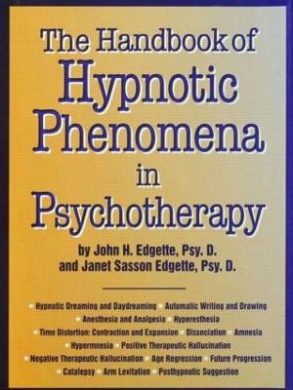 The Handbook of
Hypnotic
Phenomena
in
Psychotherapy
by John H. Edgette, Psy. D.
and Janet Sasson Edgette, Psy. D.
• Hypnotic Dreaming and Daydreaming • Automatic Writing and Drawing
• Anesthesia and Analgesia • Hyperesthesia
• Time Distortion: Contraction and Expansion • Dissociation • Amnesia
• Hypermnesia • Positive Therapeutic Hallucination
• Negative Therapeutic Hallucination • Age Regression • Future Progression
• Catalepsy • Arm Levitation • Posthypnotic Suggestion